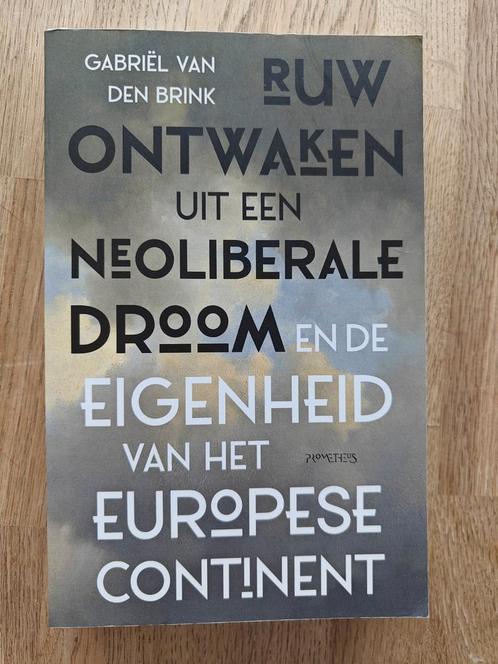 GABRIËL VAN
DEN BRINK
RUW
ONTWAKEN
UIT EEN
NEOLIBERALE
DROOM EN DE
EIGENHEID
VAN HET
PROMETHEUS
EUROPESE
CONTINENT